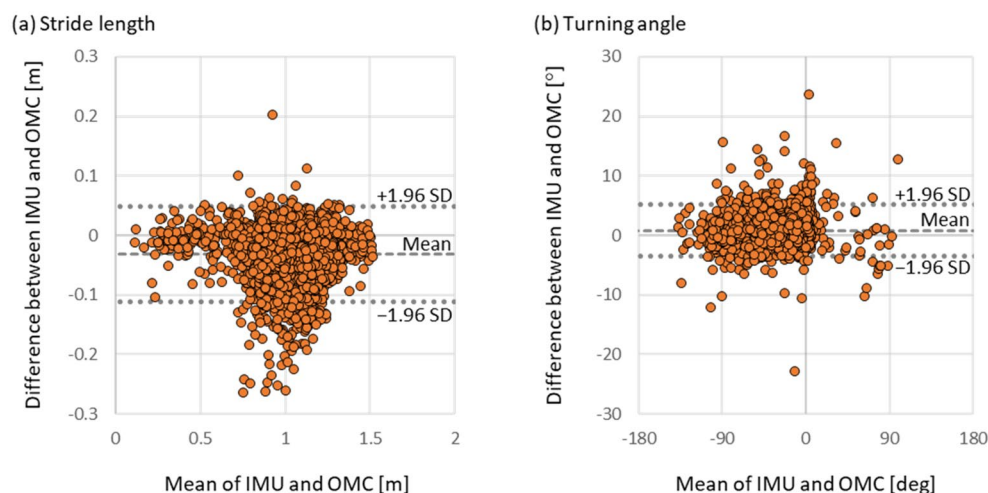 (a) Stride length
Difference between IMU and OMC [m]
0.3
0.2
0.1
0
-0.1
-0.2
-0.3
+1.96 SD
Mean
−1.96 SD
0
0.5
1
1.5
2
Mean of IMU and OMC [m]
(b) Turning angle
Difference between IMU and OMC [°]
30
20
10
0
-10
-20
-30
+1.96 SD
Mean
−1.96 SD
-180
-90
0
90
180
Mean of IMU and OMC [deg]